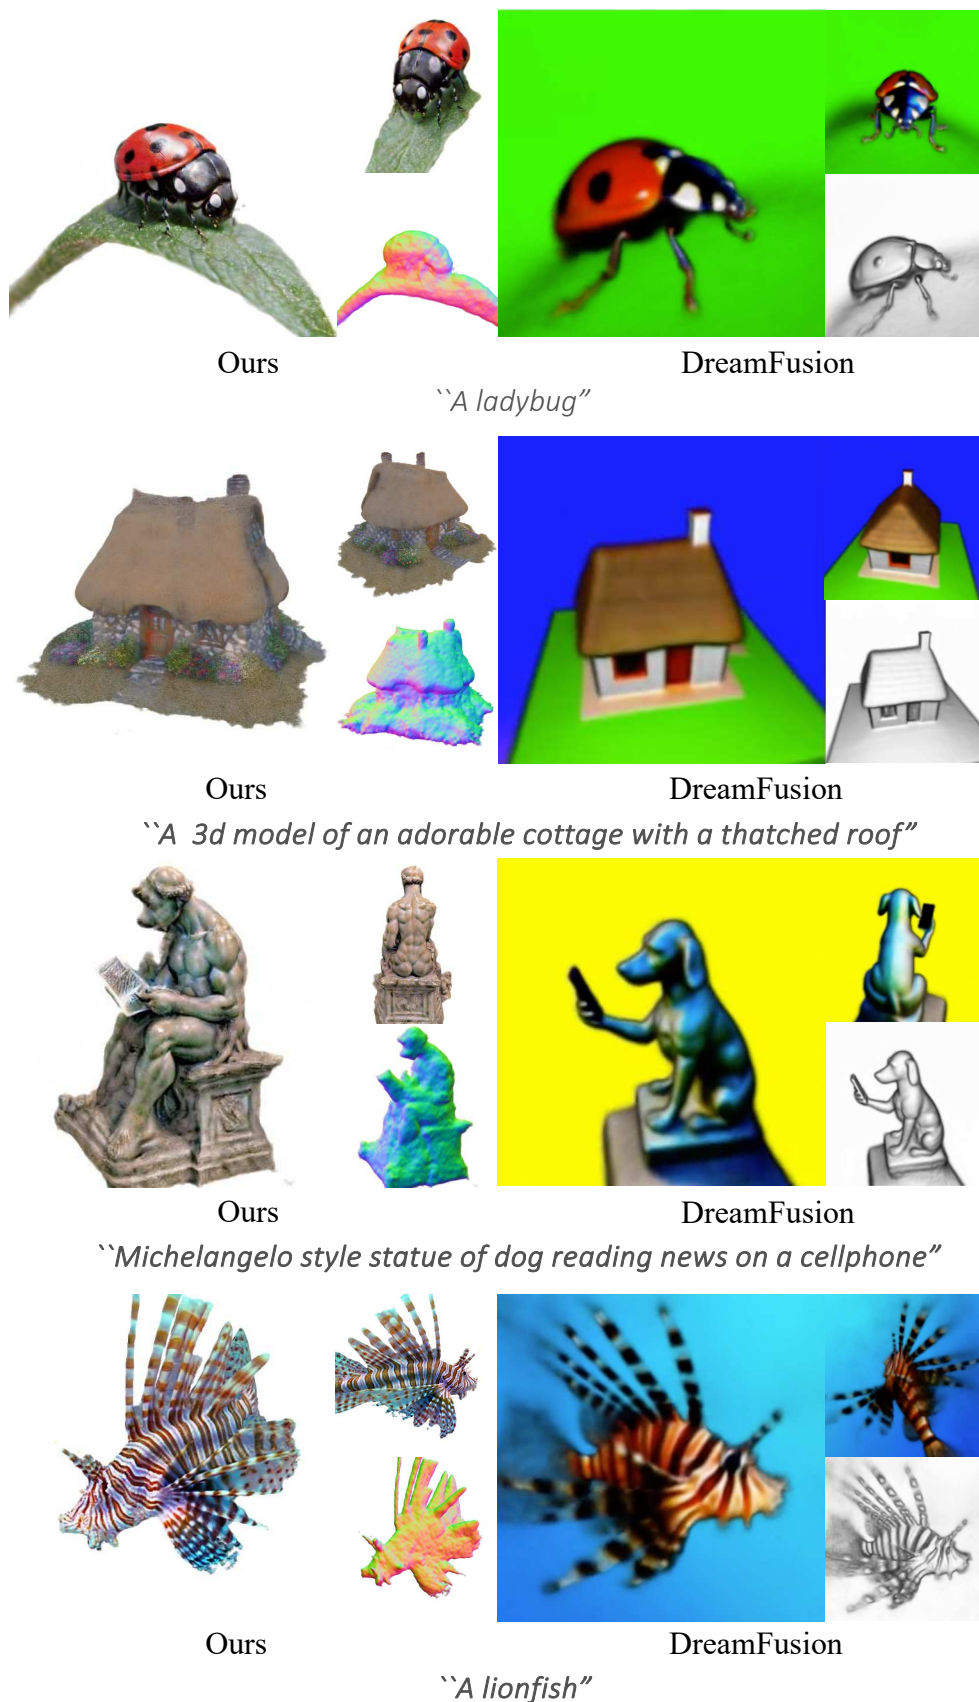 Ours
DreamFusion
``A ladybug”
Ours
DreamFusion
``A 3d model of an adorable cottage with a thatched roof”
Ours
DreamFusion
``Michelangelo style statue of dog reading news on a cellphone”
Ours
DreamFusion
``A lionfish”